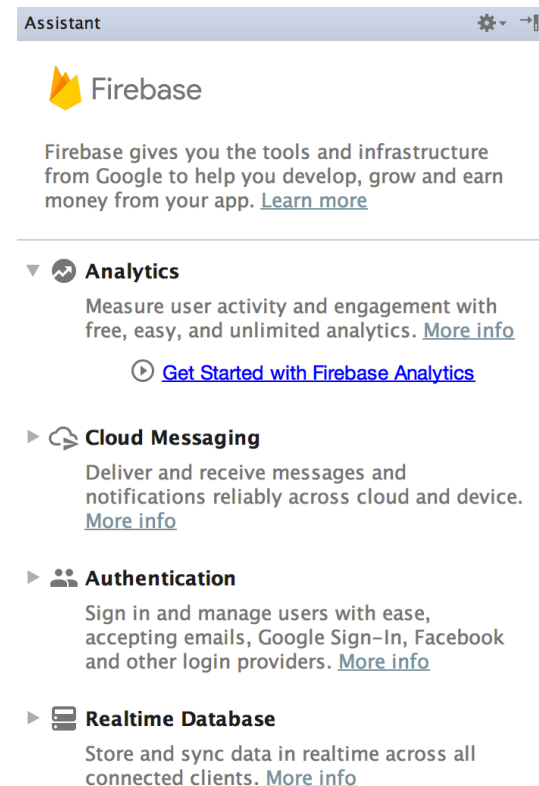 Assistant
Firebase
Firebase gives you the tools and infrastructure
from Google to help you develop, grow and earn
money from your app. Learn more
Analytics
Measure user activity and engagement with
free, easy, and unlimited analytics. More info
Get Started with Firebase Analytics
Cloud Messaging
Deliver and receive messages and
notifications reliably across cloud and device.
More info
Authentication
Sign in and manage users with ease,
accepting emails, Google Sign-In, Facebook
and other login providers. More info
Realtime Database
Store and sync data in realtime across all
connected clients. More info